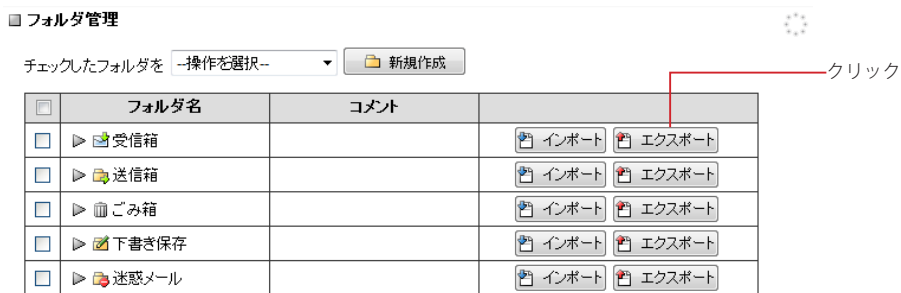 フォルダ管理
チェックしたフォルダを --操作を選択-- 新規作成
クリック
フォルダ名 コメント
受信箱 インポート エクスポート
送信箱 インポート エクスポート
ごみ箱 インポート エクスポート
下書き保存 インポート エクスポート
迷惑メール インポート エクスポート